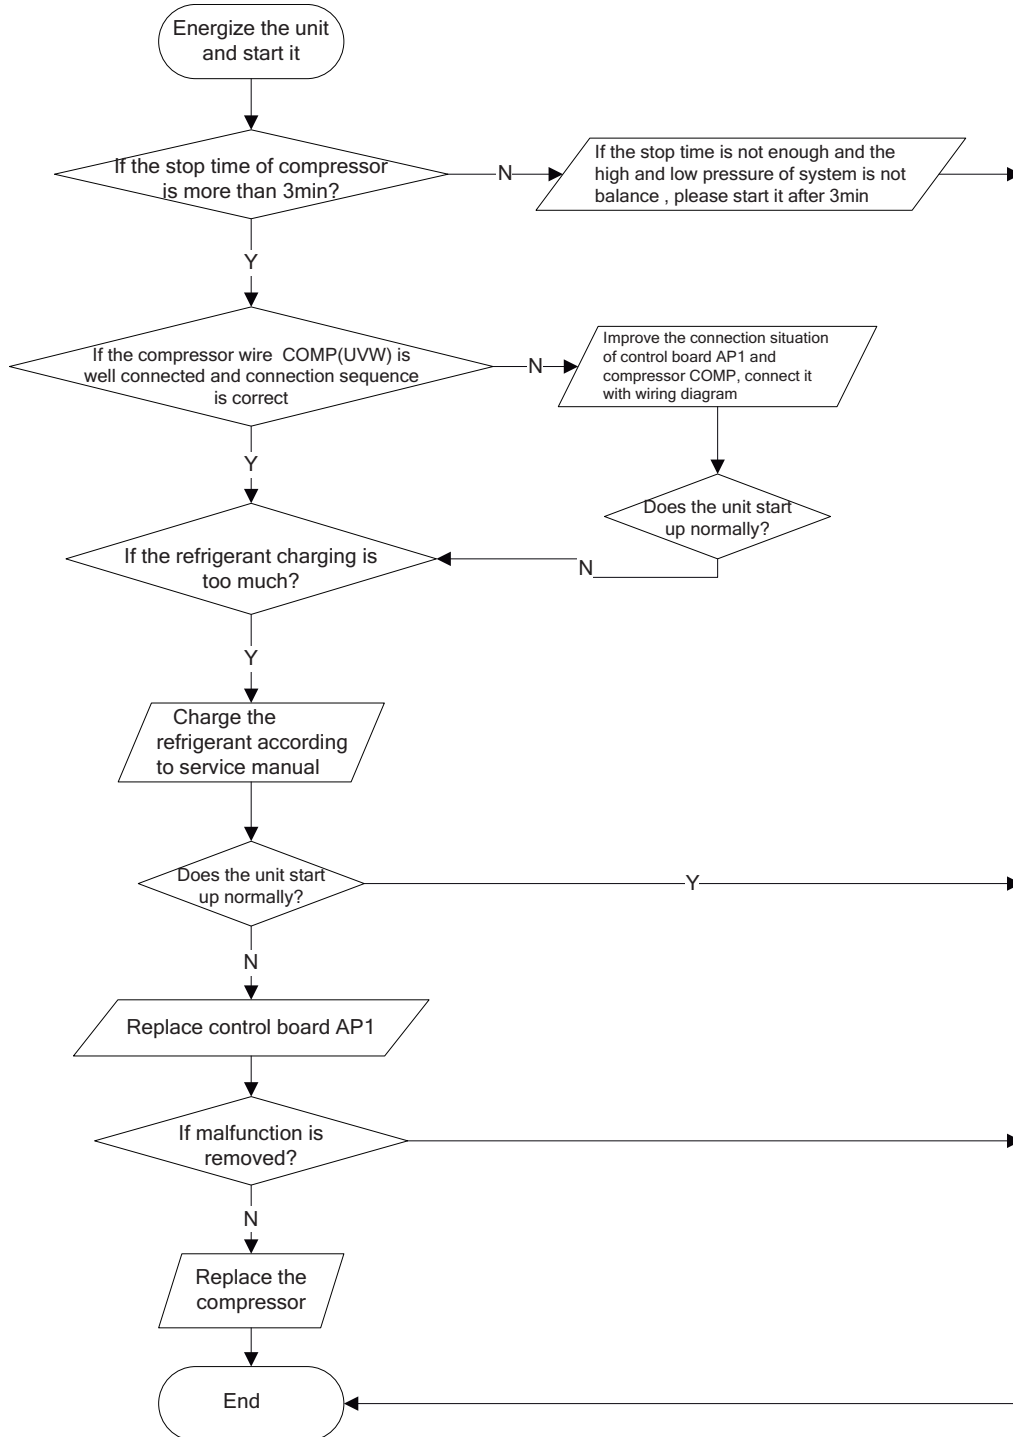 Energize the unit
and start it
If the stop time of compressor
is more than 3min?
N
If the stop time is not enough and the
high and low pressure of system is not
balance , please start it after 3min
Y
If the compressor wire  COMP(UVW) is
well connected and connection sequence
is correct
N
Improve the connection situation
of control board AP1 and
compressor COMP, connect it
with wiring diagram
Y
Does the unit start
up normally?
If the refrigerant charging is
too much?
N
Y
Charge the
refrigerant according
to service manual
Does the unit start
up normally?
Y
N
Replace control board AP1
If malfunction is
removed?
N
Replace the
compressor
End